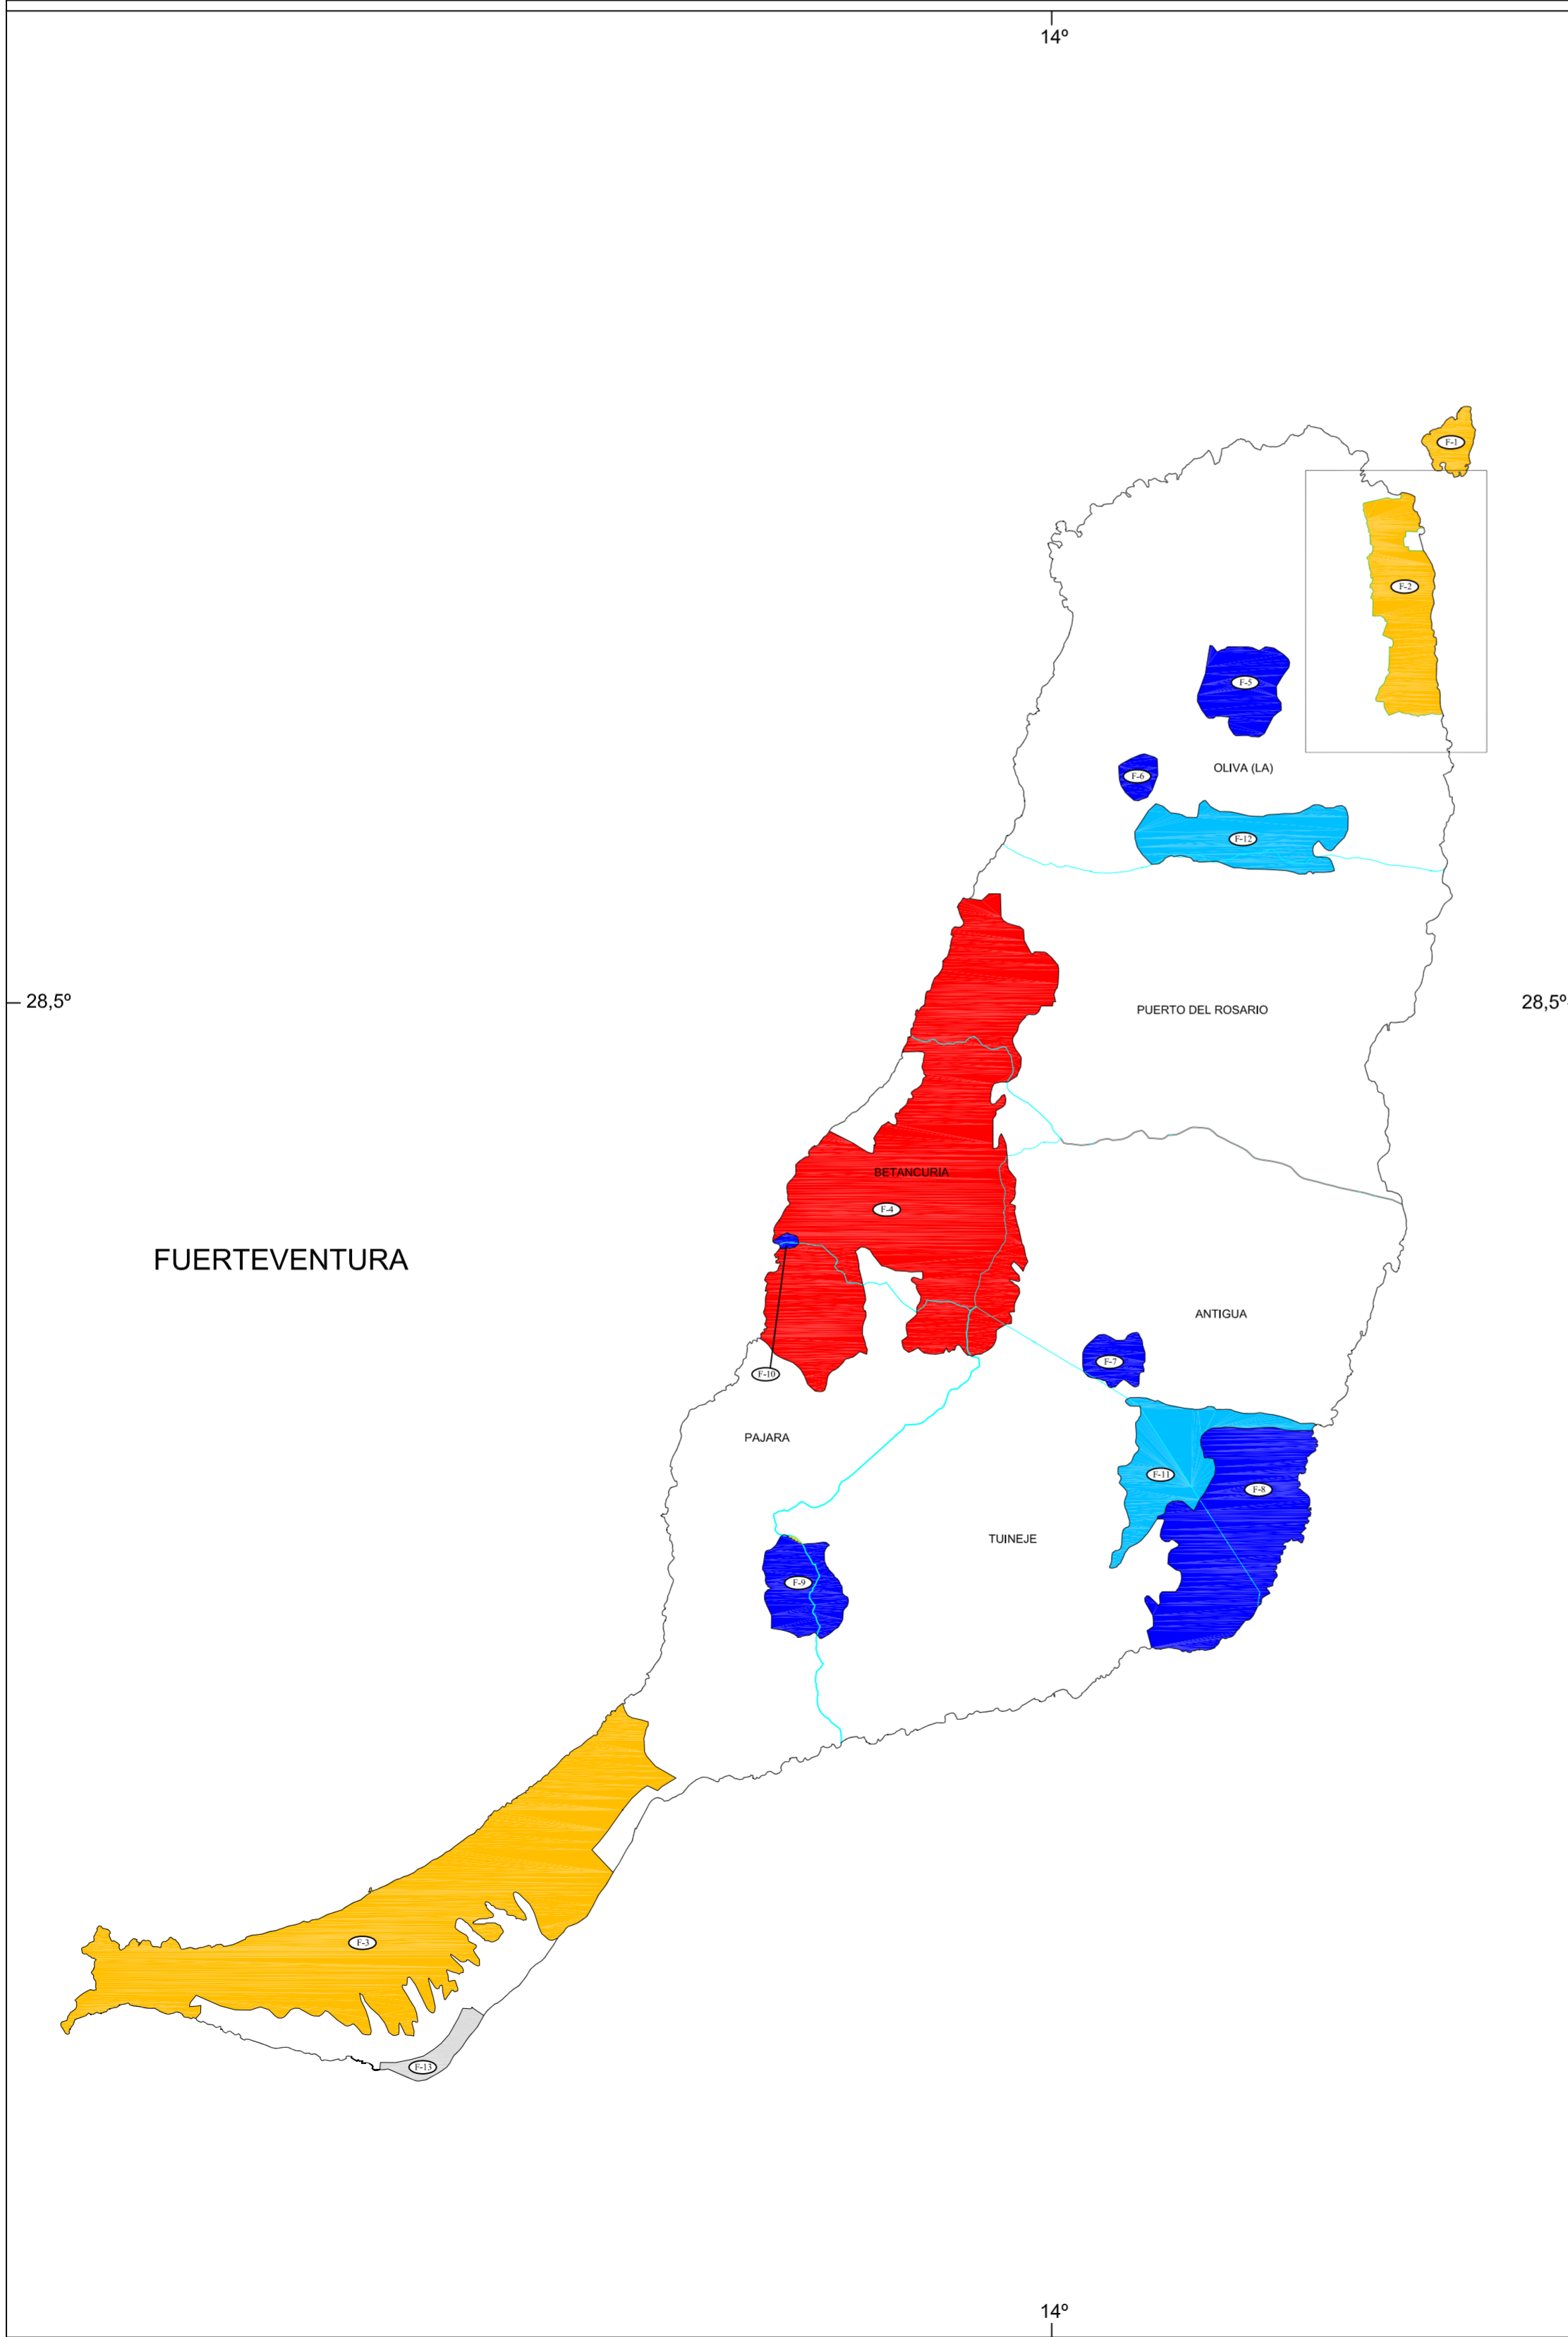 14º
F-1
F-2
F-5
OLIVA (LA)
F-6
F-12
28,5º
28,5º
PUERTO DEL ROSARIO
BETANCURIA
F-4
FUERTEVENTURA
ANTIGUA
F-7
F-10
PAJARA
F-11
F-8
TUINEJE
F-9
F-3
F-13
14º